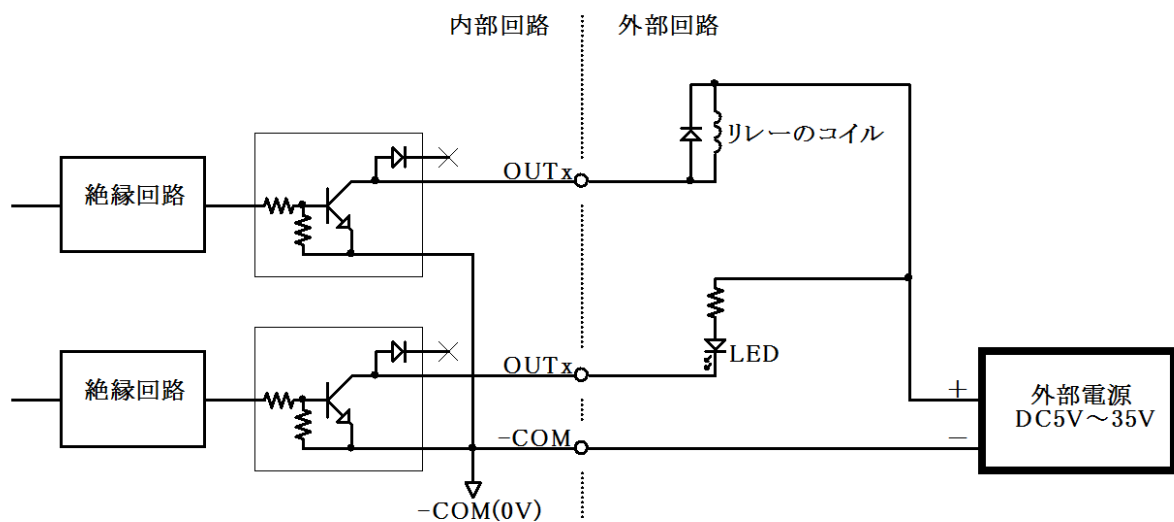 内部回路
外部回路
リレーのコイル
OUTx
絶縁回路
LED
OUTx
絶縁回路
+
外部電源
DC5V～35V
-COM
−
-COM(0V)